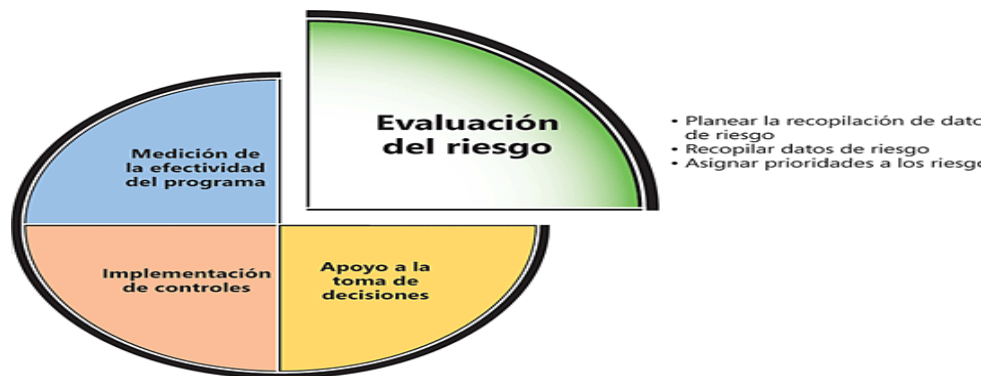 Evaluación
del riesgo
• Planear la recopilación de dato
de riesgo
• Recopilar datos de riesgo
• Asignar prioridades a los riesgo
Medición de
la efectividad
del programa
Implementación
de controles
Apoyo a la
toma de
decisiones